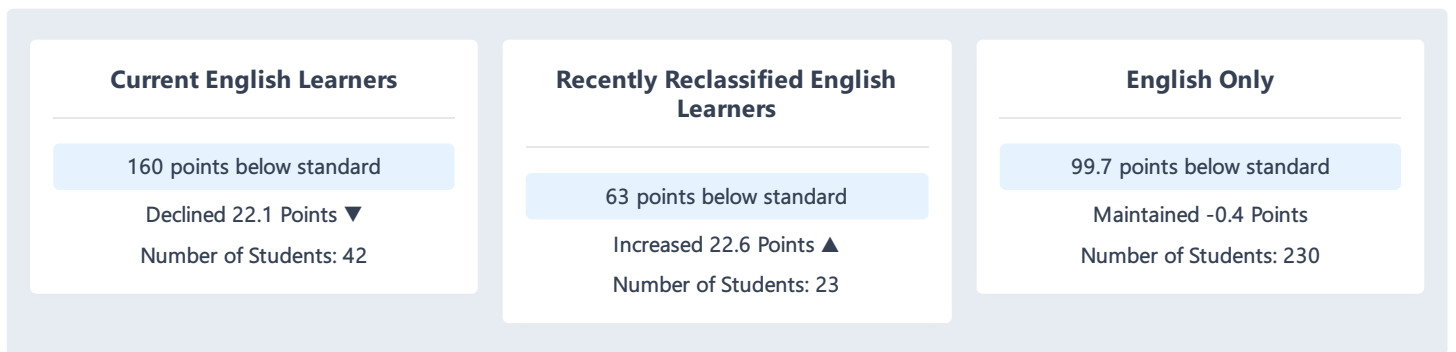 Current English Learners
160 points below standard
Declined 22.1 Points ▼
Number of Students: 42
Recently Reclassified English
Learners
63 points below standard
Increased 22.6 Points ▲
Number of Students: 23
English Only
99.7 points below standard
Maintained -0.4 Points
Number of Students: 230